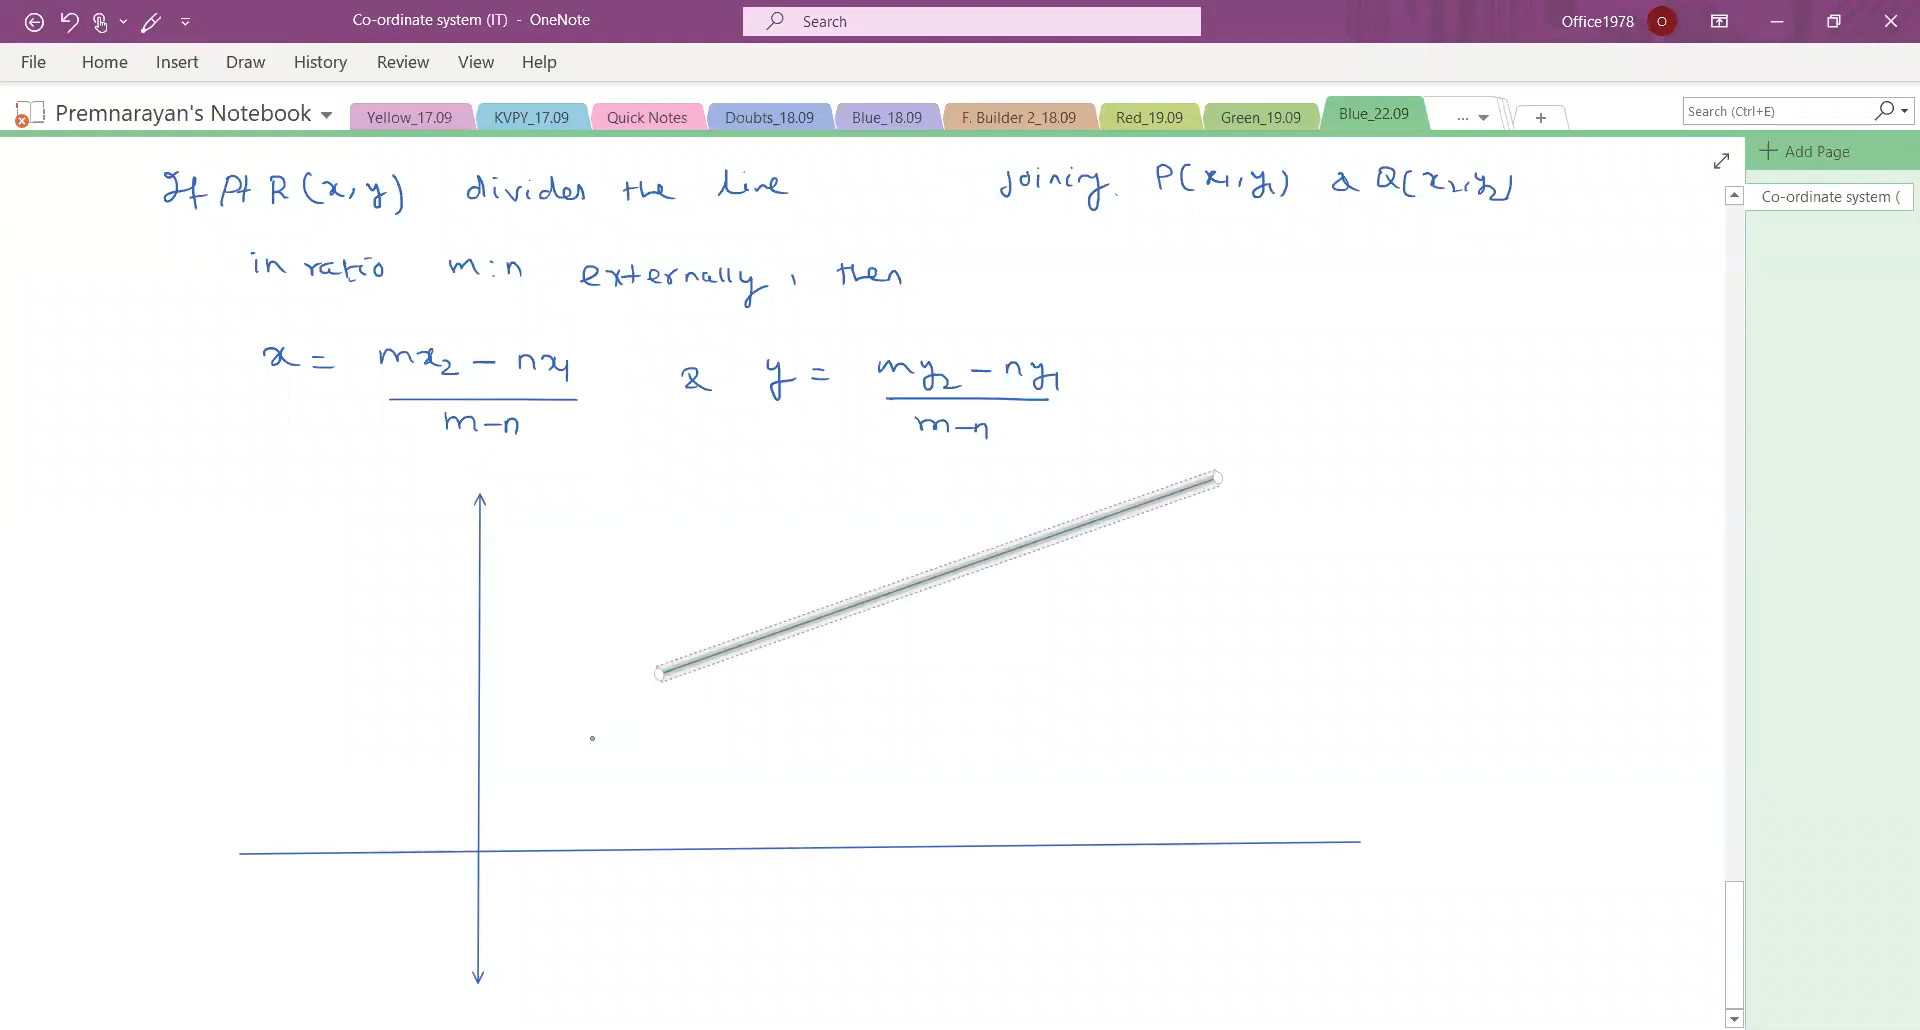 Co-ordinate system (IT) - OneNote
Search
Office1978
O
File Home Insert Draw History Review View Help
Premnarayan's Notebook
Yellow_17.09 KVPY_17.09 Quick Notes Doubts_18.09 Blue_18.09 F. Builder 2_18.09 Red_19.09 Green_19.09 Blue_22.09 ... +
Search (Ctrl+E)
Add Page
Co-ordinate system (
If Pt R(x,y) divides the line joining P(x₁,y₁) & Q(x₂,y₂)
in ratio m:n externally, then
x = (mx₂ - nx₁)/(m-n) & y = (my₂ - ny₁)/(m-n)